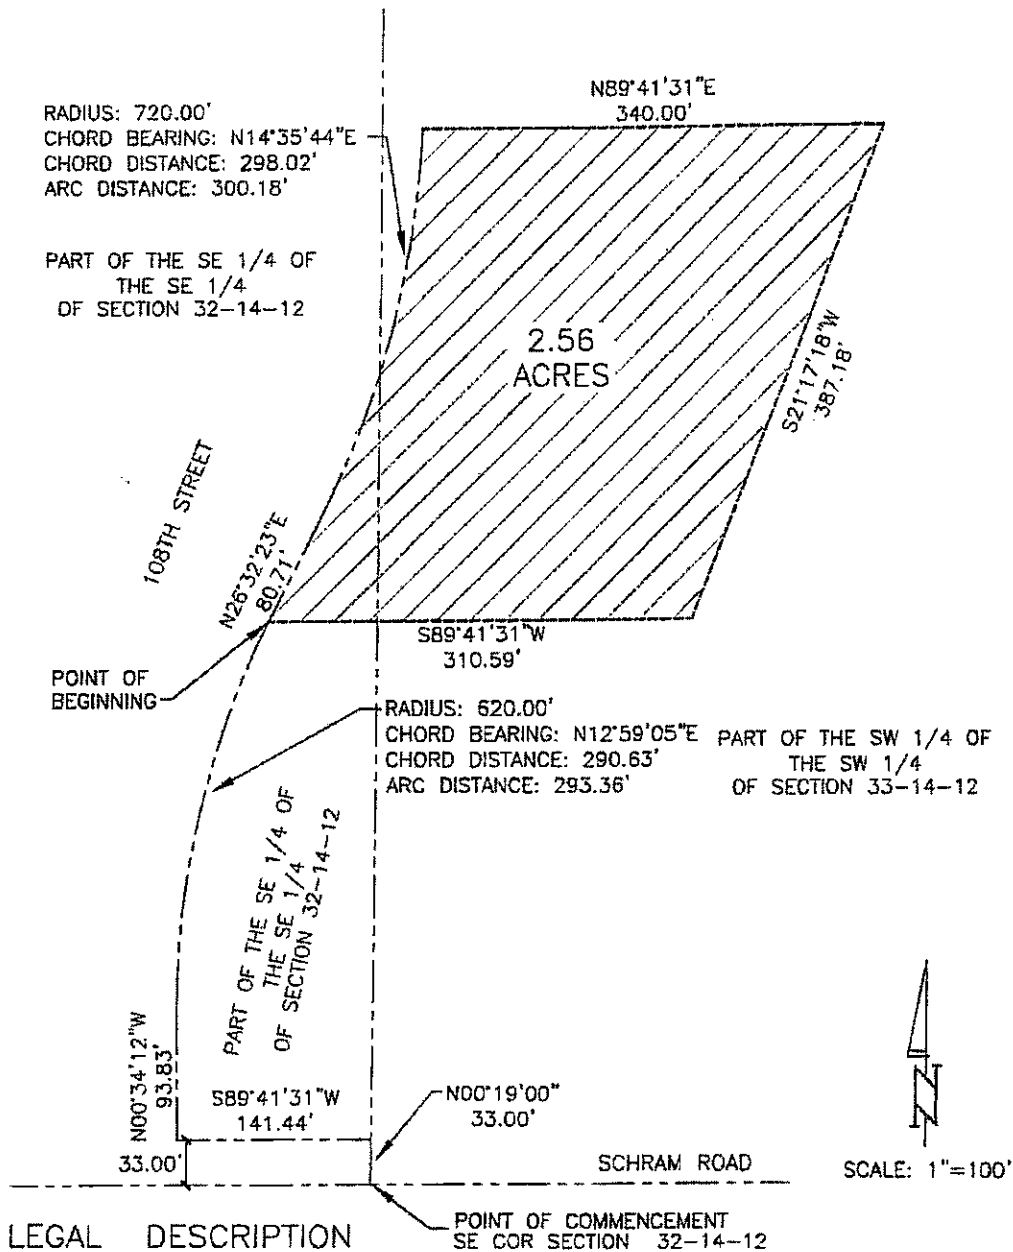 N89°41'31"E
340.00'
RADIUS: 720.00'
CHORD BEARING: N14°35'44"E
CHORD DISTANCE: 298.02'
ARC DISTANCE: 300.18'
PART OF THE SE 1/4 OF
THE SE 1/4
OF SECTION 32-14-12
2.56
ACRES
S21°17'18"W
387.18'
108TH STREET
N26°32'23"E
80.71'
S89°41'31"W
310.59'
POINT OF
BEGINNING
RADIUS: 620.00'
CHORD BEARING: N12°59'05"E
CHORD DISTANCE: 290.63'
ARC DISTANCE: 293.36'
PART OF THE SW 1/4 OF
THE SW 1/4
OF SECTION 33-14-12
PART OF THE SE 1/4 OF
THE SE 1/4
OF SECTION 32-14-12
N00°34'12"W
93.83'
S89°41'31"W
141.44'
N00°19'00"
33.00'
33.00'
SCHRAM ROAD
N
SCALE: 1"=100'
LEGAL DESCRIPTION
POINT OF COMMENCEMENT
SE COR SECTION 32-14-12